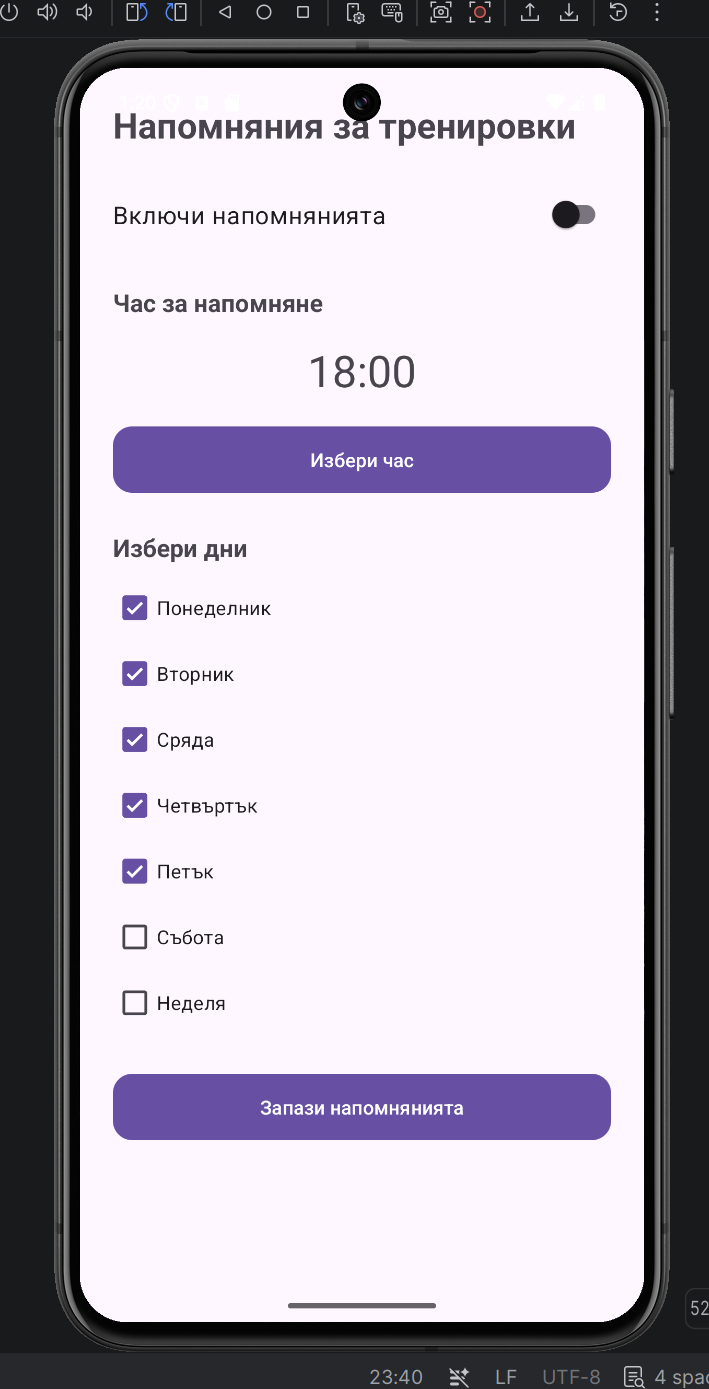 Напомняния за тренировки
Включи напомнянията
Час за напомняне
18:00
Избери час
Избери дни
Понеделник
Вторник
Сряда
Четвъртък
Петък
Събота
Неделя
Запази напомнянията
52
23:40 LF UTF-8 4 spac